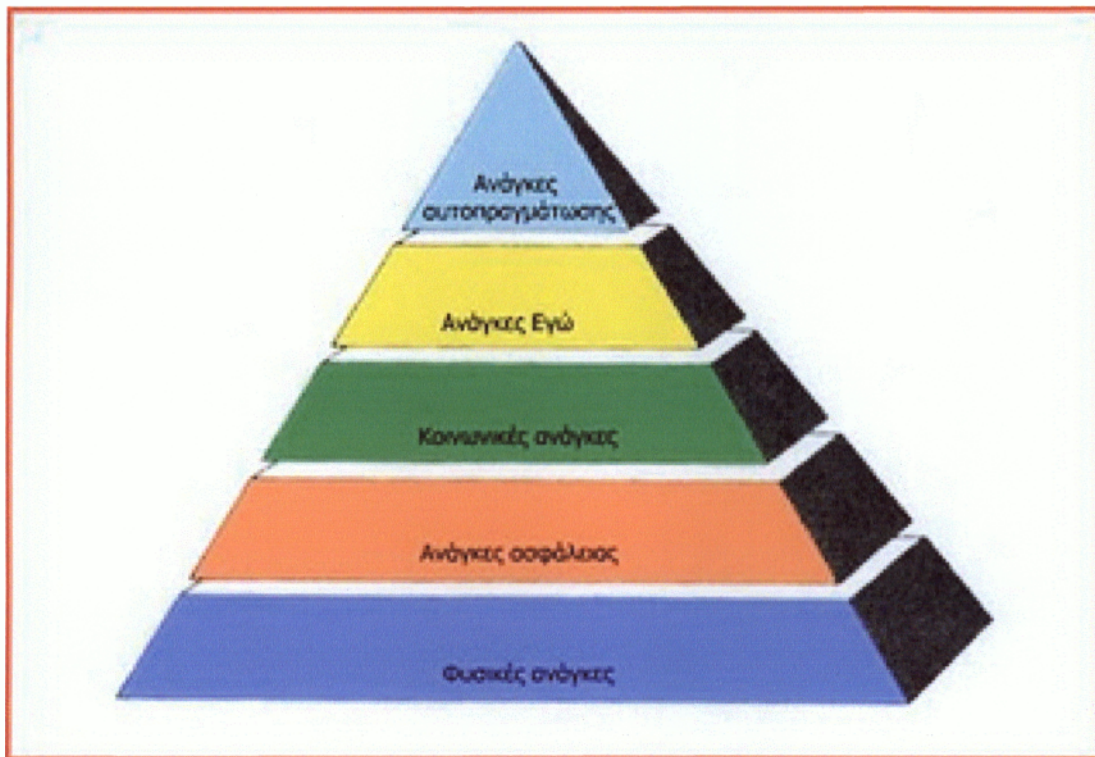 Ανάγκες
αυτοπραγμάτωσης
Ανάγκες Εγώ
Κοινωνικές ανάγκες
Ανάγκες ασφάλειας
Φυσικές ανάγκες